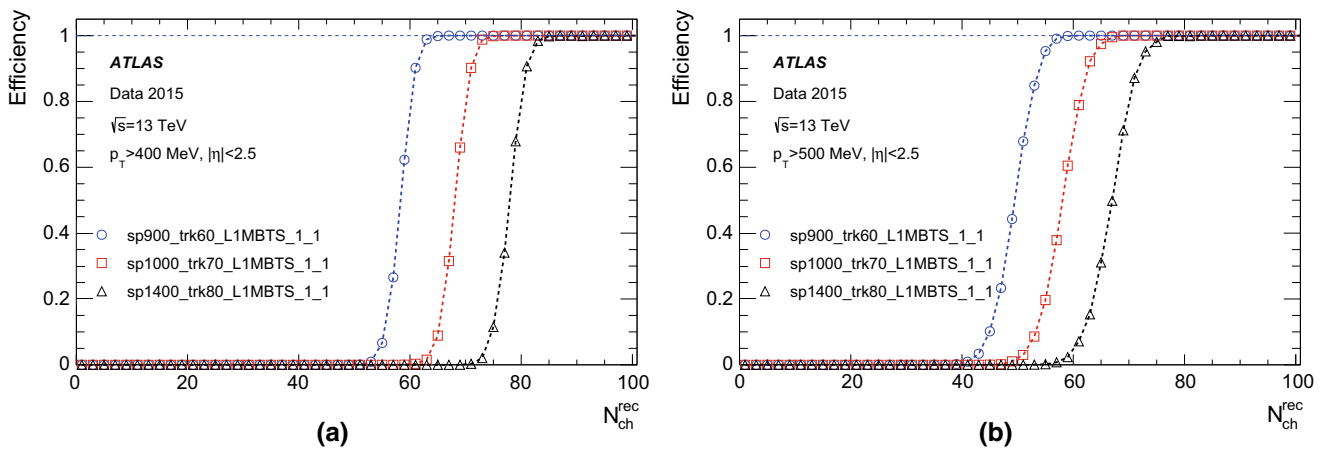 Efficiency
1
0.8
0.6
0.4
0.2
0
ATLAS
Data 2015
√s=13 TeV
p_T>400 MeV, |η|<2.5
sp900_trk60_L1MBTS_1_1
sp1000_trk70_L1MBTS_1_1
sp1400_trk80_L1MBTS_1_1
0 20 40 60 80 100
N_ch^rec
(a)
Efficiency
1
0.8
0.6
0.4
0.2
0
ATLAS
Data 2015
√s=13 TeV
p_T>500 MeV, |η|<2.5
sp900_trk60_L1MBTS_1_1
sp1000_trk70_L1MBTS_1_1
sp1400_trk80_L1MBTS_1_1
0 20 40 60 80 100
N_ch^rec
(b)